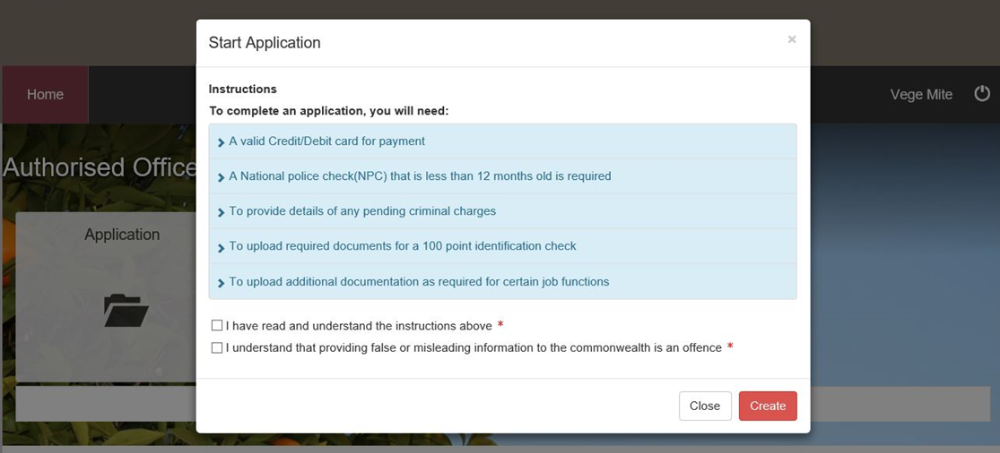 Start Application
×
Home
Vege Mite
Instructions
To complete an application, you will need:
A valid Credit/Debit card for payment
A National police check(NPC) that is less than 12 months old is required
To provide details of any pending criminal charges
To upload required documents for a 100 point identification check
To upload additional documentation as required for certain job functions
Authorised Office
Application
I have read and understand the instructions above *
I understand that providing false or misleading information to the commonwealth is an offence *
Close
Create